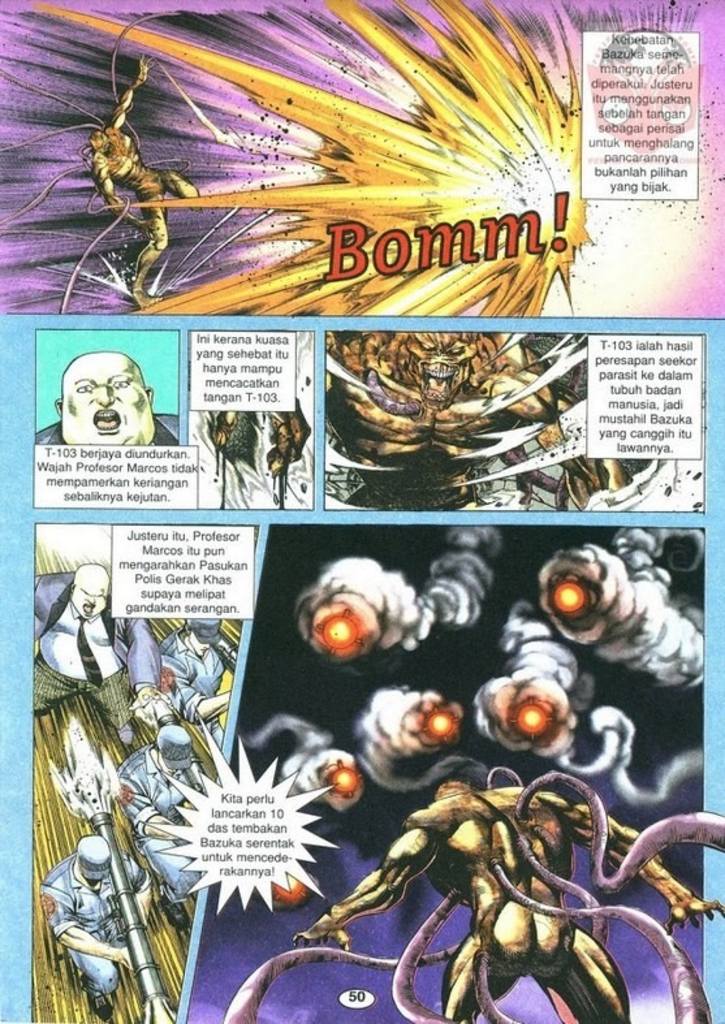 Kehebatan
Bazuka seme-
mangnya telah
diperakui. Justeru
itu menggunakan
sebelah tangan
sebagai perisai
untuk menghalang
pancarannya
bukanlah pilihan
yang bijak.
Bomm!
T-103 berjaya diundurkan.
Wajah Profesor Marcos tidak
mempamerkan keriangan
sebaliknya kejutan.
Ini kerana kuasa
yang sehebat itu
hanya mampu
mencacatkan
tangan T-103.
T-103 ialah hasil
peresapan seekor
parasit ke dalam
tubuh badan
manusia, jadi
mustahil Bazuka
yang canggih itu
lawannya.
Justeru itu, Profesor
Marcos itu pun
mengarahkan Pasukan
Polis Gerak Khas
supaya melipat
gandakan serangan.
Kita perlu
lancarkan 10
das tembakan
Bazuka serentak
untuk mencede-
rakannya!
50